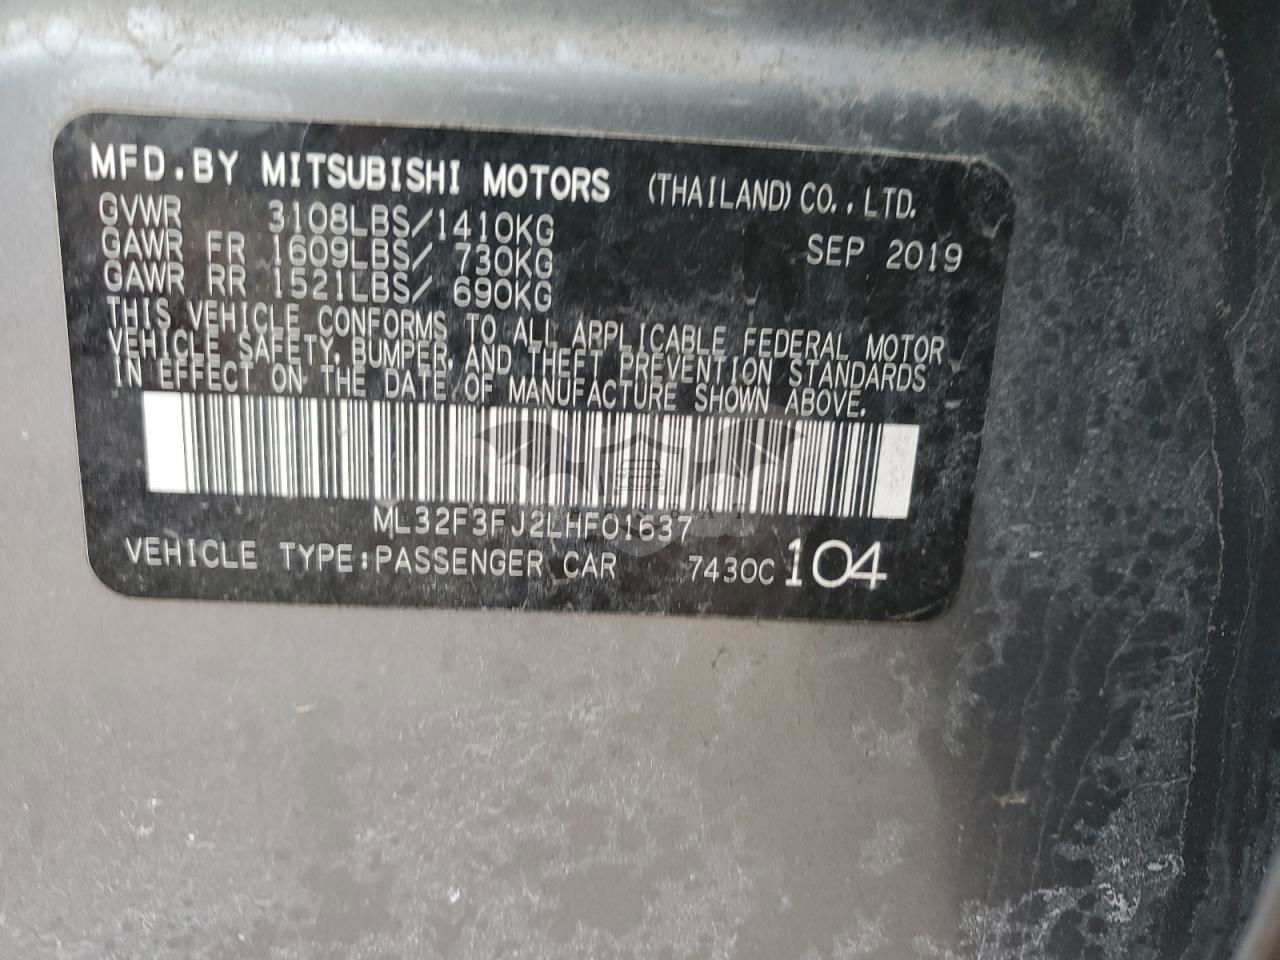 MFD.BY MITSUBISHI MOTORS (THAILAND)CO.,LTD.
GVWR 3108LBS/1410KG SEP 2019
GAWR FR 1609LBS/ 730KG
GAWR RR 1521LBS/ 690KG
THIS VEHICLE CONFORMS TO ALL APPLICABLE FEDERAL MOTOR
VEHICLE SAFETY, BUMPER, AND THEFT PREVENTION STANDARDS
IN EFFECT ON THE DATE OF MANUFACTURE SHOWN ABOVE.
ML32F3FJ2LHF01637
VEHICLE TYPE:PASSENGER CAR 7430C 104